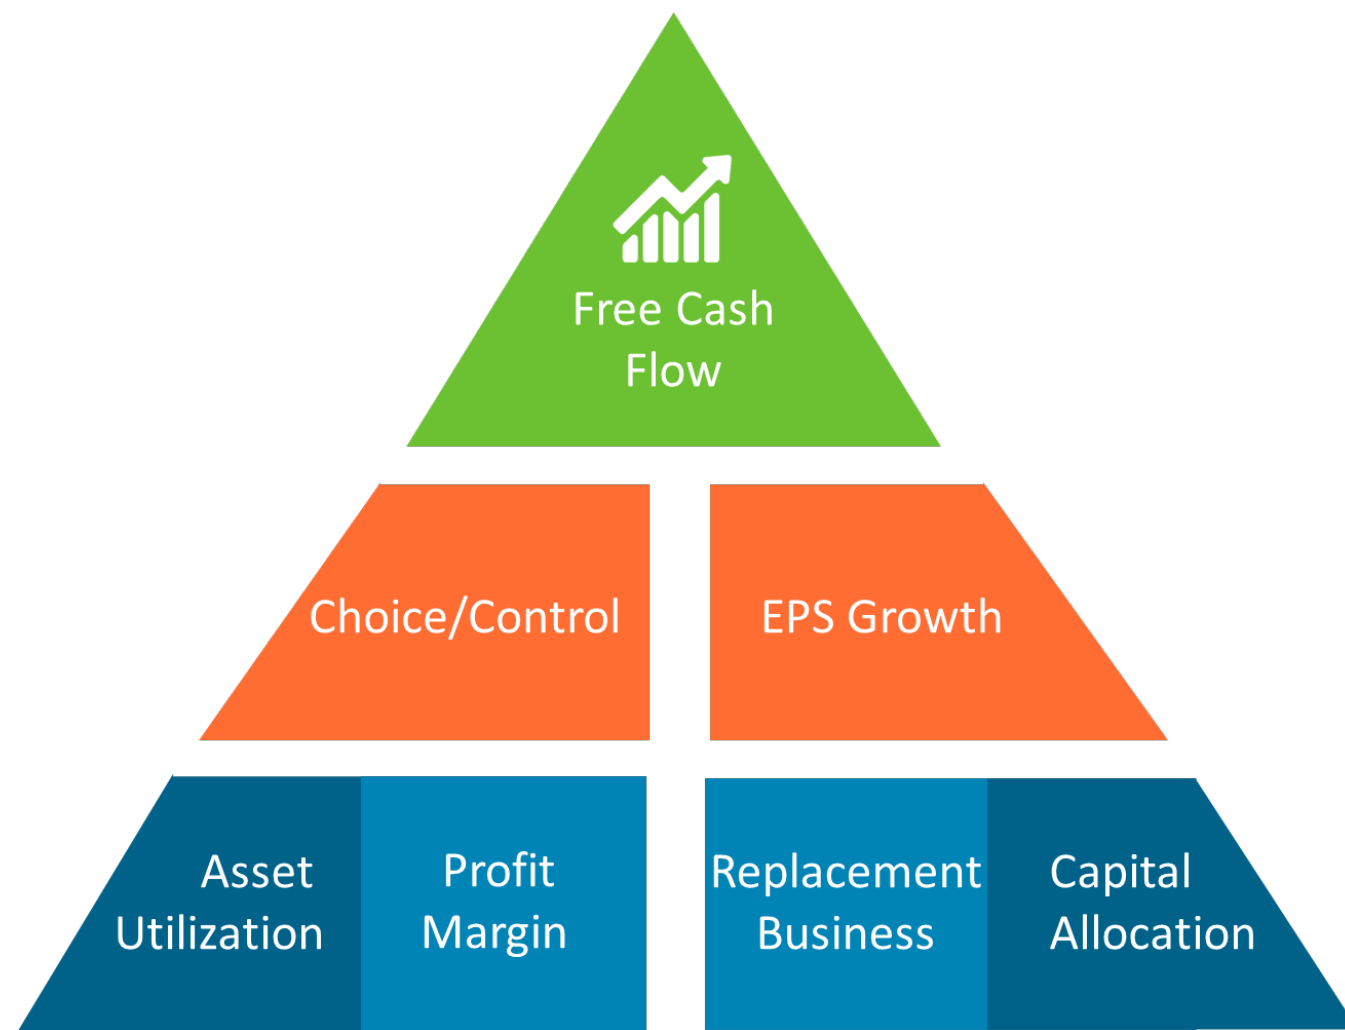 Free Cash
Flow
Choice/Control
EPS Growth
Asset
Utilization
Profit
Margin
Replacement
Business
Capital
Allocation